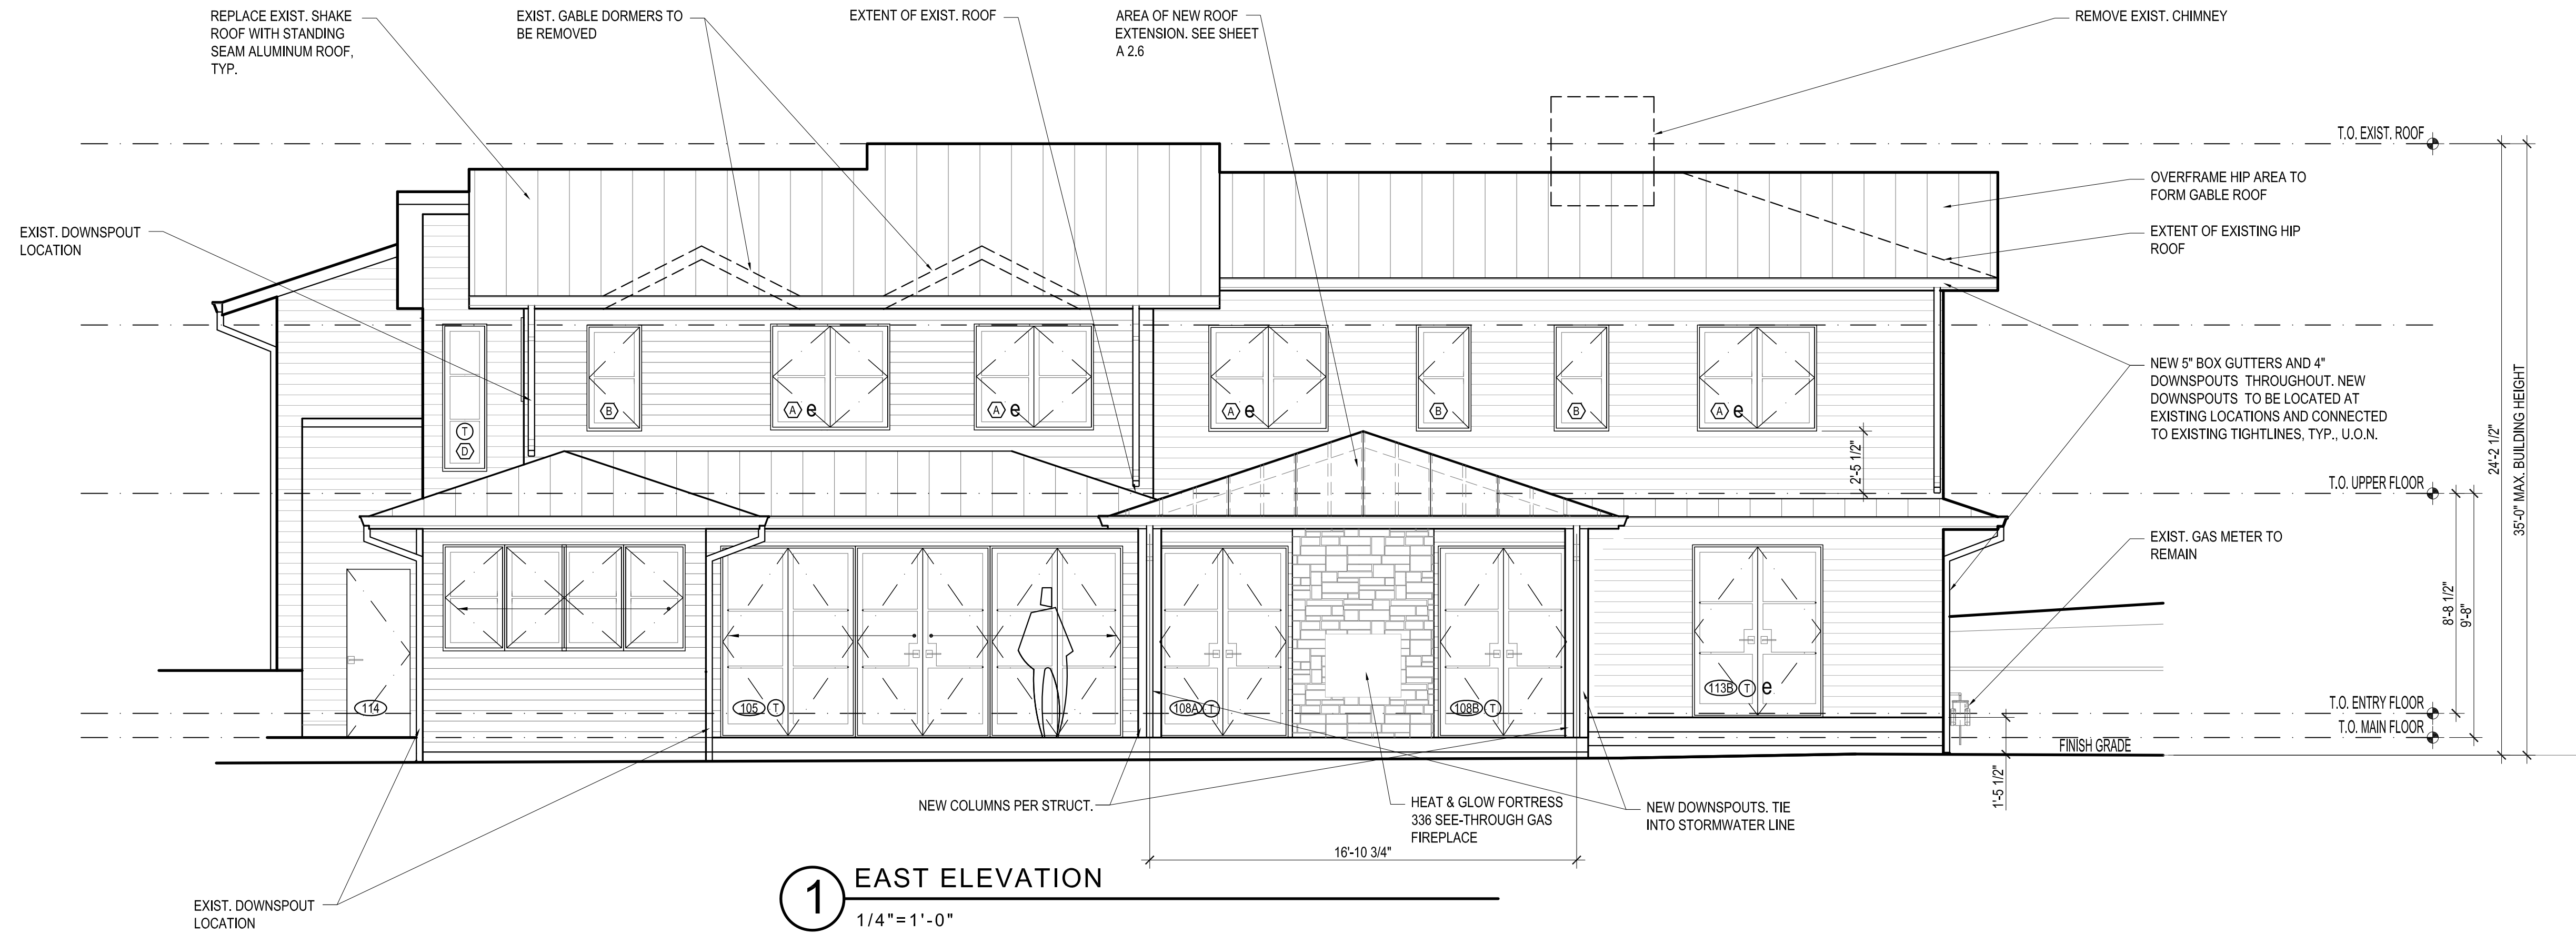 REPLACE EXIST. SHAKE
ROOF WITH STANDING
SEAM ALUMINUM ROOF,
TYP.
EXIST. GABLE DORMERS TO
BE REMOVED
EXTENT OF EXIST. ROOF
AREA OF NEW ROOF
EXTENSION. SEE SHEET
A 2.6
REMOVE EXIST. CHIMNEY
T.O. EXIST. ROOF
OVERFRAME HIP AREA TO
FORM GABLE ROOF
EXTENT OF EXISTING HIP
ROOF
EXIST. DOWNSPOUT
LOCATION
NEW 5" BOX GUTTERS AND 4"
DOWNSPOUTS THROUGHOUT. NEW
DOWNSPOUTS TO BE LOCATED AT
EXISTING LOCATIONS AND CONNECTED
TO EXISTING TIGHTLINES, TYP., U.O.N.
B
A e
A e
A e
B
B
A e
T
D
2'-5 1/2"
24'-2 1/2"
35'-0" MAX. BUILDING HEIGHT
T.O. UPPER FLOOR
EXIST. GAS METER TO
REMAIN
8'-8 1/2"
9'-8"
114
105 T
108A T
108B T
113B T e
T.O. ENTRY FLOOR
T.O. MAIN FLOOR
FINISH GRADE
1'-5 1/2"
NEW COLUMNS PER STRUCT.
HEAT & GLOW FORTRESS
336 SEE-THROUGH GAS
FIREPLACE
NEW DOWNSPOUTS. TIE
INTO STORMWATER LINE
16'-10 3/4"
EXIST. DOWNSPOUT
LOCATION
1
EAST ELEVATION
1/4"=1'-0"